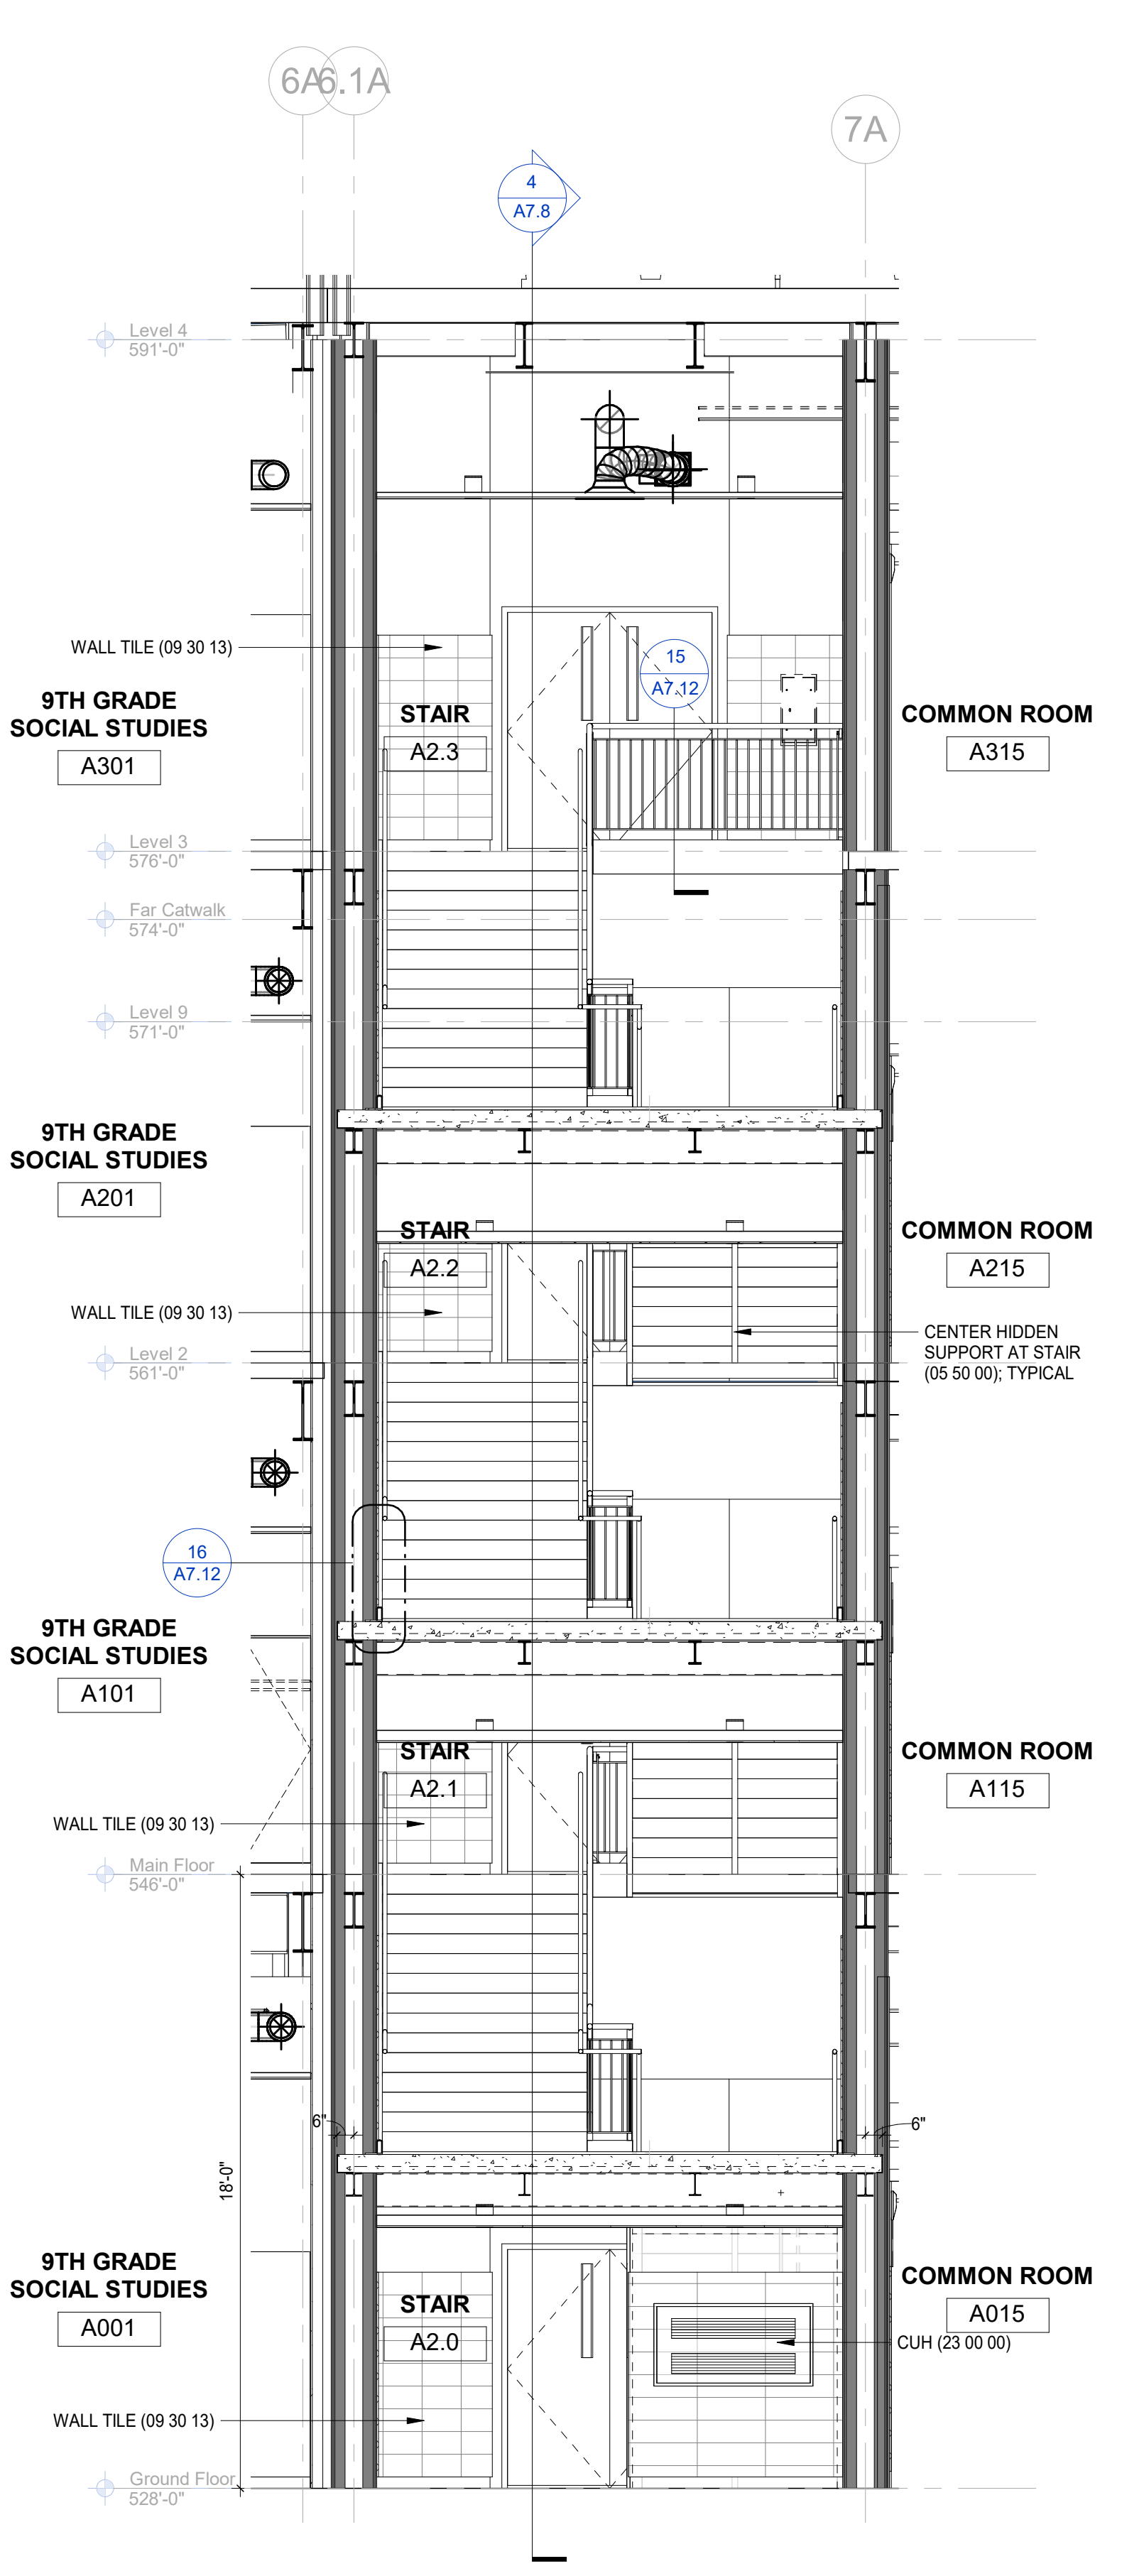 6A
6.1A
7A
4
A7.8
Level 4
591'-0"
WALL TILE (09 30 13)
15
A7.12
9TH GRADE
SOCIAL STUDIES
A301
STAIR
A2.3
COMMON ROOM
A315
Level 3
576'-0"
Far Catwalk
574'-0"
Level 9
571'-0"
9TH GRADE
SOCIAL STUDIES
A201
STAIR
A2.2
COMMON ROOM
A215
WALL TILE (09 30 13)
CENTER HIDDEN
SUPPORT AT STAIR
(05 50 00); TYPICAL
Level 2
561'-0"
16
A7.12
9TH GRADE
SOCIAL STUDIES
A101
STAIR
A2.1
COMMON ROOM
A115
WALL TILE (09 30 13)
Main Floor
546'-0"
6"
6"
18'-0"
9TH GRADE
SOCIAL STUDIES
A001
STAIR
A2.0
COMMON ROOM
A015
CUH (23 00 00)
WALL TILE (09 30 13)
Ground Floor
528'-0"